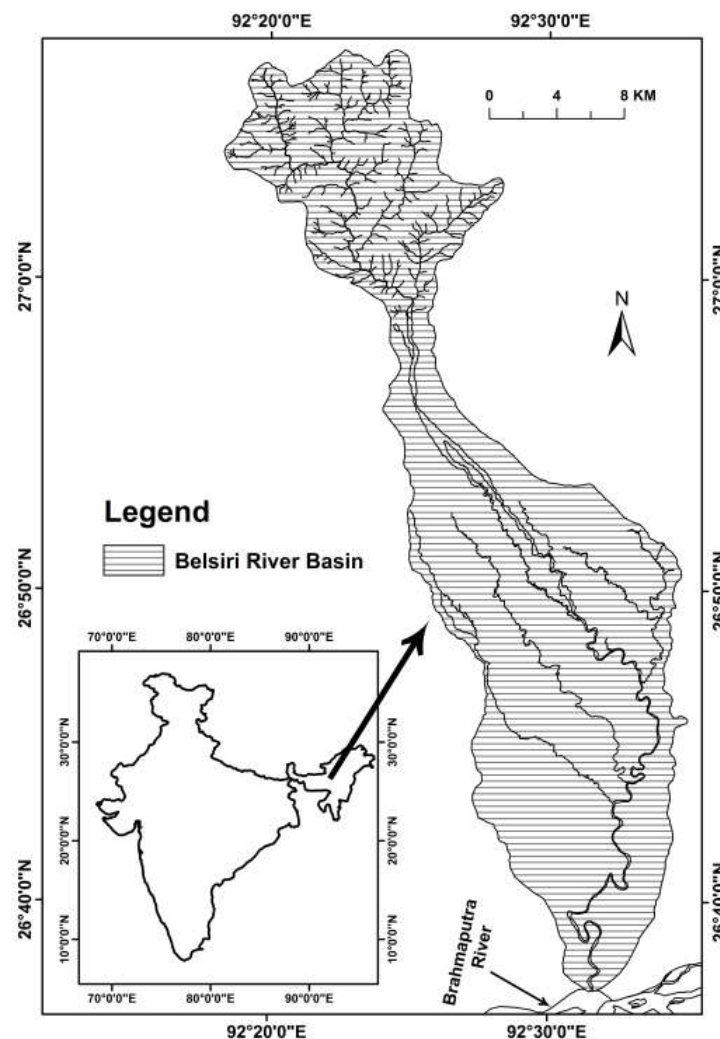 92°20'0"E
92°30'0"E
0 4 8 KM
27°0'0"N
27°0'0"N
N
Legend
Belsiri River Basin
26°50'0"N
26°50'0"N
70°0'0"E
80°0'0"E
90°0'0"E
30°0'0"N
30°0'0"N
20°0'0"N
20°0'0"N
10°0'0"N
10°0'0"N
70°0'0"E
80°0'0"E
90°0'0"E
26°40'0"N
26°40'0"N
Brahmaputra
River
92°20'0"E
92°30'0"E